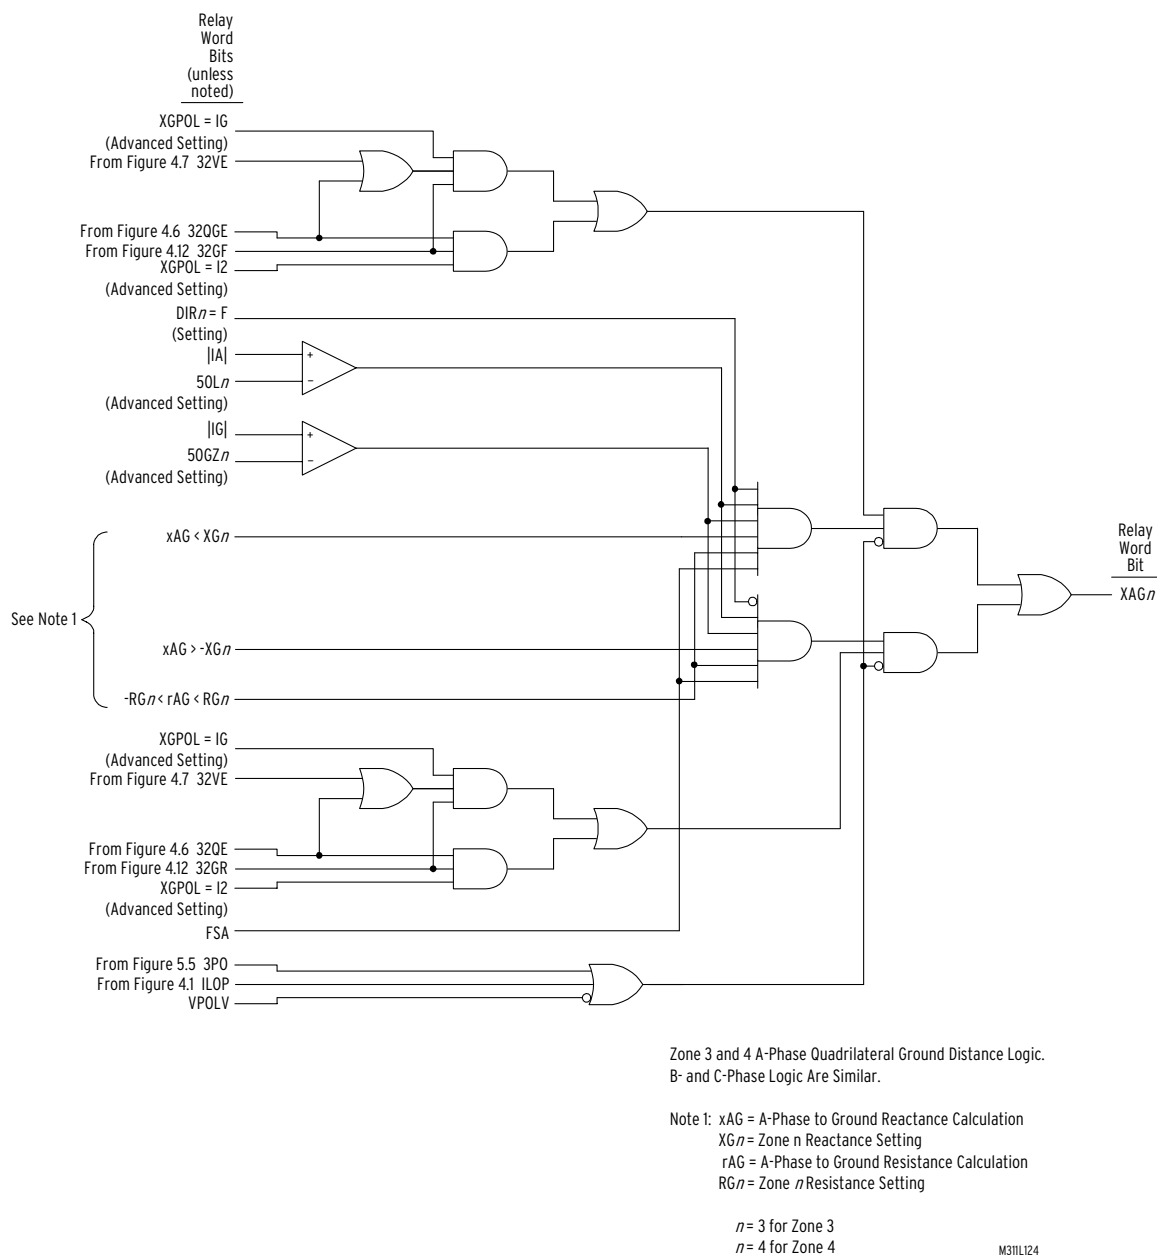 Relay
Word
Bits
(unless
noted)
XGPOL = IG
(Advanced Setting)
From Figure 4.7 32VE
From Figure 4.6 32QGE
From Figure 4.12 32GF
XGPOL = I2
(Advanced Setting)
DIRn = F
(Setting)
|IA|
+
50Ln
–
(Advanced Setting)
|IG|
+
50GZn
–
(Advanced Setting)
xAG < XGn
Relay
Word
Bit
XAGn
See Note 1
xAG > -XGn
-RGn < rAG < RGn
XGPOL = IG
(Advanced Setting)
From Figure 4.7 32VE
From Figure 4.6 32QE
From Figure 4.12 32GR
XGPOL = I2
(Advanced Setting)
FSA
From Figure 5.5 3PO
From Figure 4.1 ILOP
VPOLV
Zone 3 and 4 A-Phase Quadrilateral Ground Distance Logic.
B- and C-Phase Logic Are Similar.
Note 1: xAG = A-Phase to Ground Reactance Calculation
XGn = Zone n Reactance Setting
rAG = A-Phase to Ground Resistance Calculation
RGn = Zone n Resistance Setting
n = 3 for Zone 3
n = 4 for Zone 4
M311L124